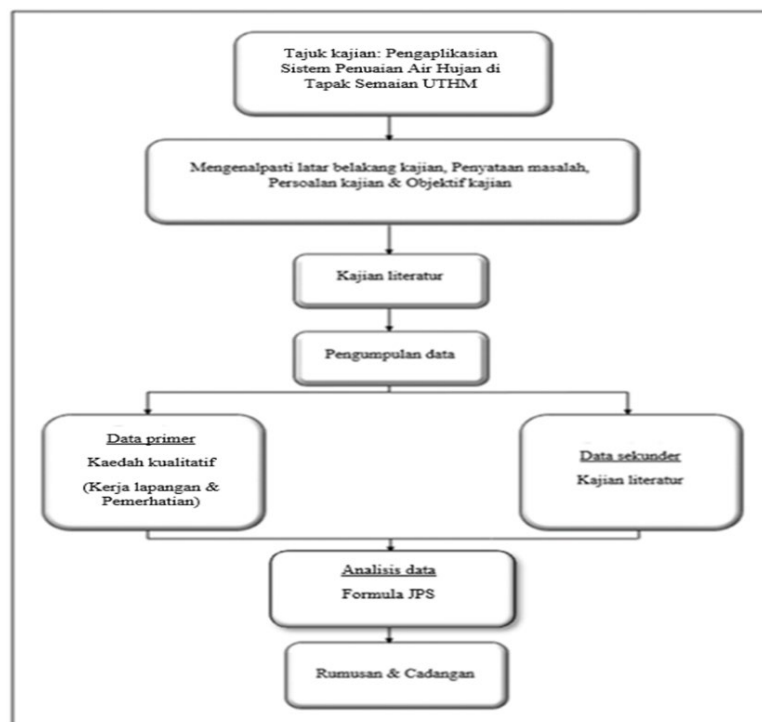 Tajuk kajian: Pengaplikasian
Sistem Penuaian Air Hujan di
Tapak Semaian UTHM
Mengenalpasti latar belakang kajian, Penyataan masalah,
Persoalan kajian & Objektif kajian
Kajian literatur
Pengumpulan data
Data primer
Kaedah kualitatif
(Kerja lapangan &
Pemerhatian)
Data sekunder
Kajian literatur
Analisis data
Formula JPS
Rumusan & Cadangan